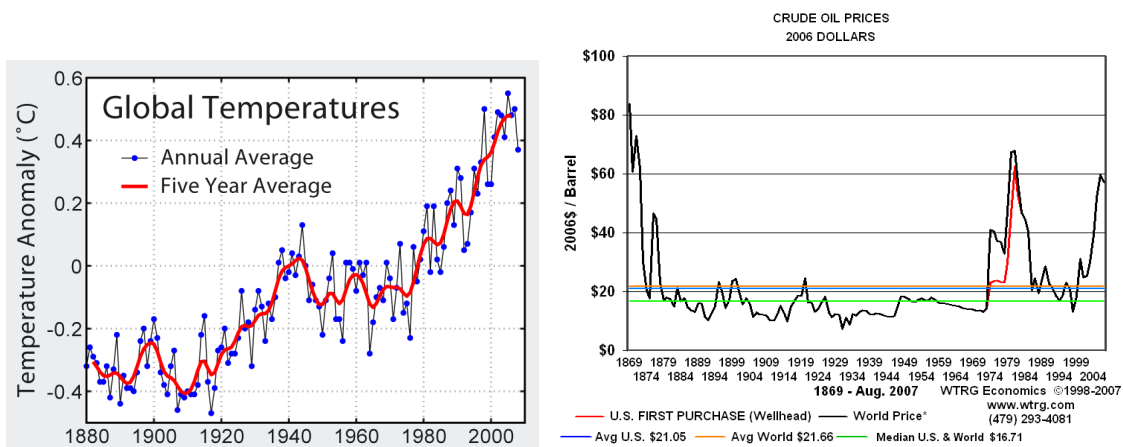 Global Temperatures
Annual Average
Five Year Average
Temperature Anomaly (˚C)
0.6
0.4
0.2
0
-0.2
-0.4
1880 1900 1920 1940 1960 1980 2000
CRUDE OIL PRICES
2006 DOLLARS
2006$ / Barrel
$100
$80
$60
$40
$20
$0
1869 1879 1889 1899 1909 1919 1929 1939 1949 1959 1969 1979 1989 1999
1874 1884 1894 1904 1914 1924 1934 1944 1954 1964 1974 1984 1994 2004
1869 - Aug. 2007
WTRG Economics ©1998-2007
www.wtrg.com
(479) 293-4081
U.S. FIRST PURCHASE (Wellhead)
World Price*
Avg U.S. $21.05
Avg World $21.66
Median U.S. & World $16.71